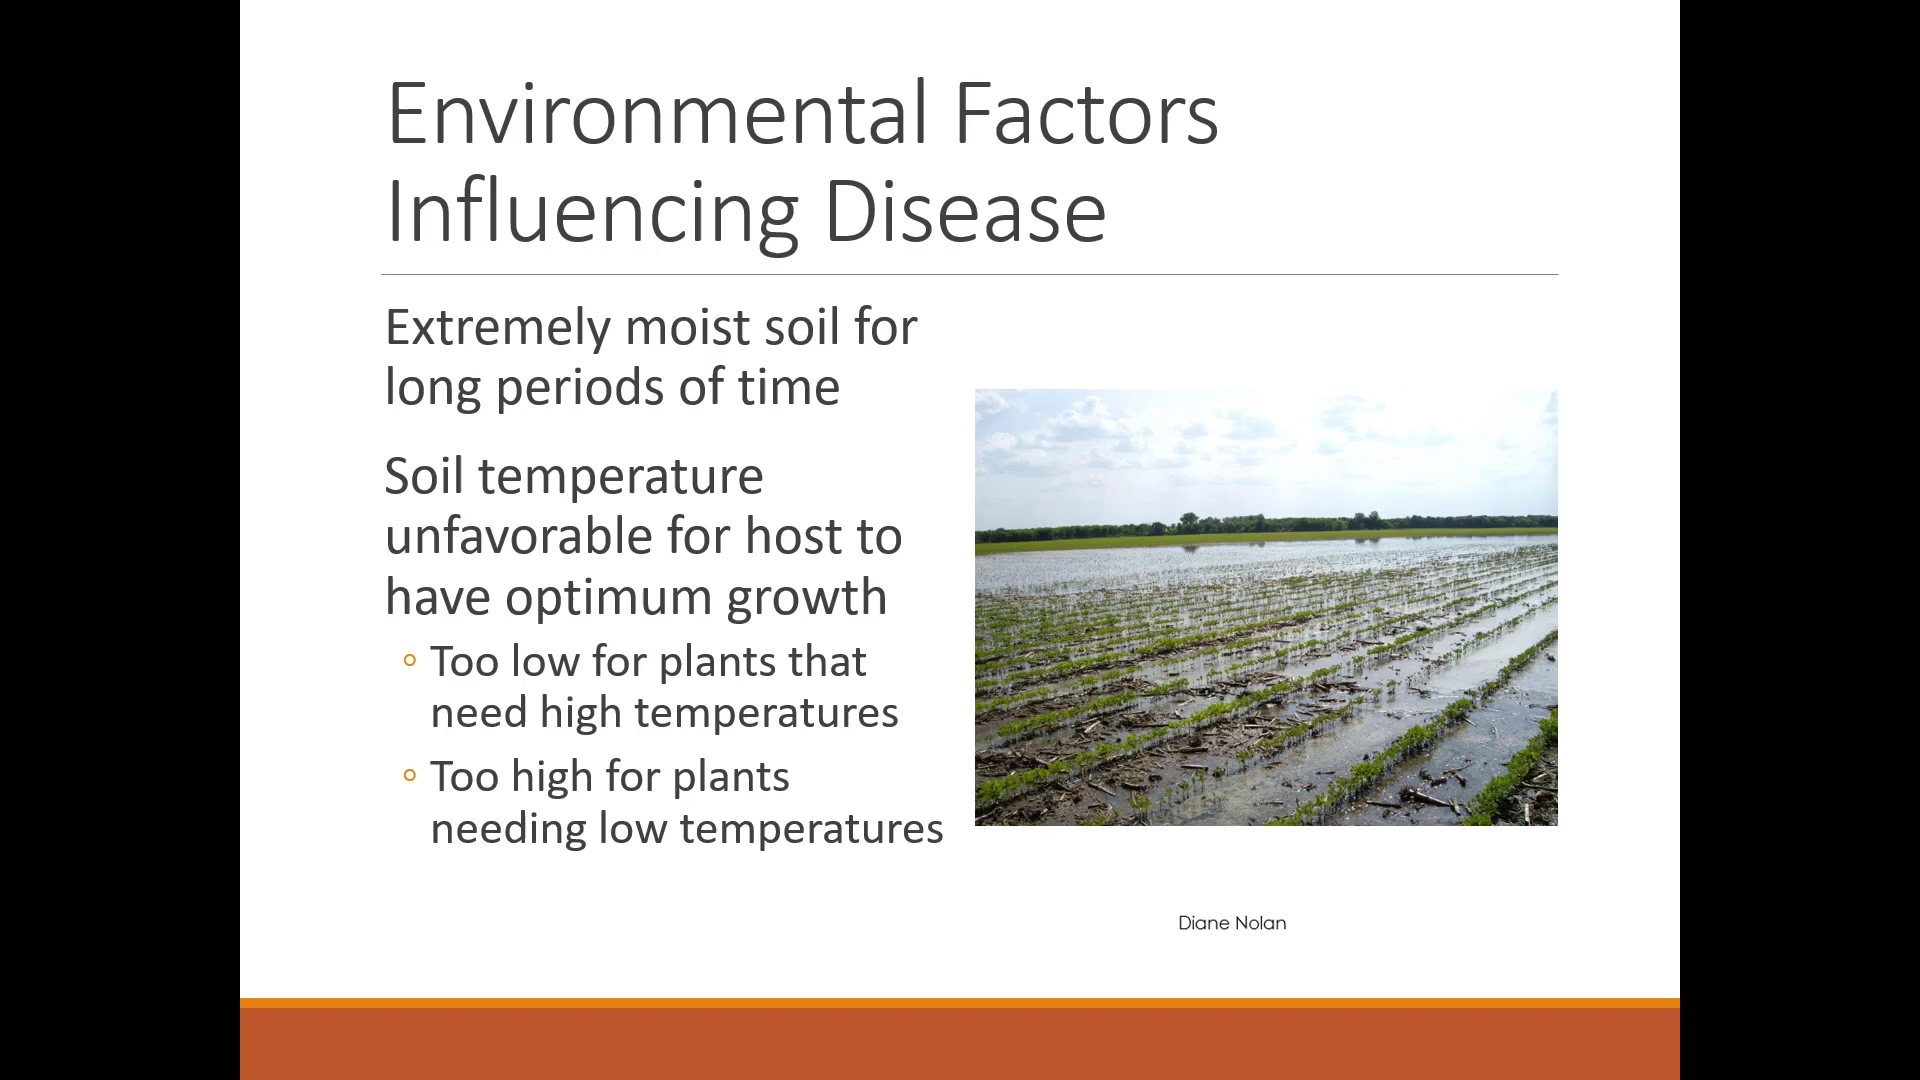 Environmental Factors
Influencing Disease
Extremely moist soil for
long periods of time
Soil temperature
unfavorable for host to
have optimum growth
◦ Too low for plants that
need high temperatures
◦ Too high for plants
needing low temperatures
Diane Nolan